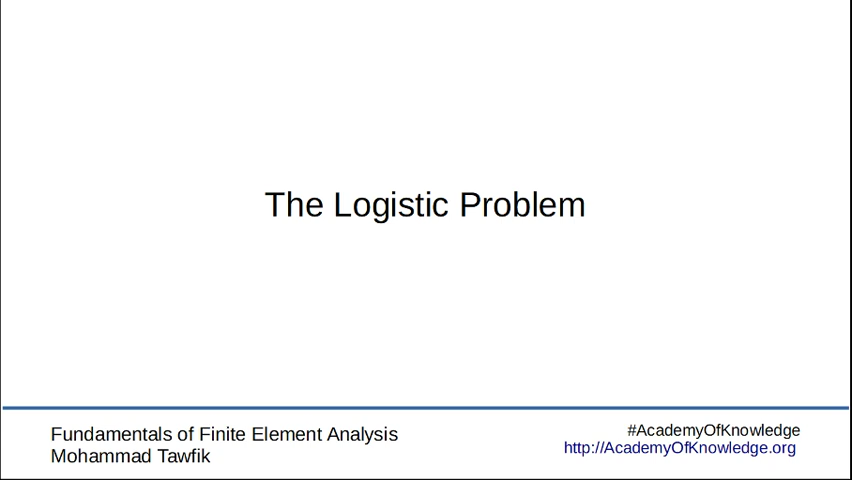 The Logistic Problem
Fundamentals of Finite Element Analysis
Mohammad Tawfik
#AcademyOfKnowledge
http://AcademyOfKnowledge.org